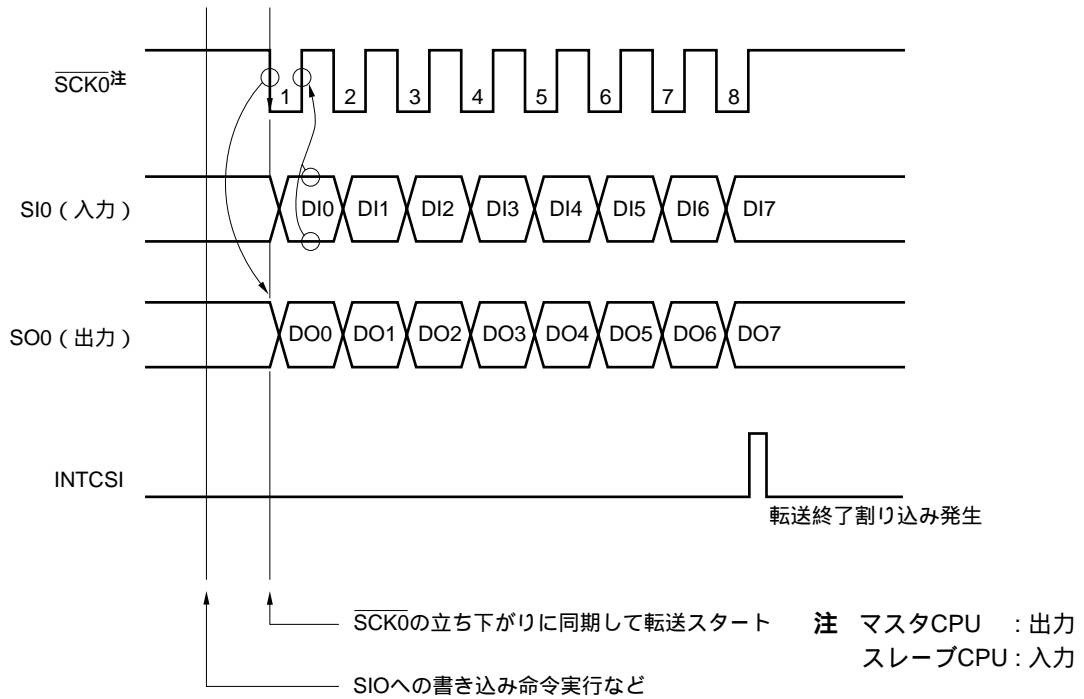 SCK0注
1 2 3 4 5 6 7 8
SI0（入力）
DI0 DI1 DI2 DI3 DI4 DI5 DI6 DI7
SO0（出力）
DO0 DO1 DO2 DO3 DO4 DO5 DO6 DO7
INTCSI
転送終了割り込み発生
SCK0の立ち下がりに同期して転送スタート
注 マスタCPU : 出力
スレーブCPU : 入力
SIOへの書き込み命令実行など